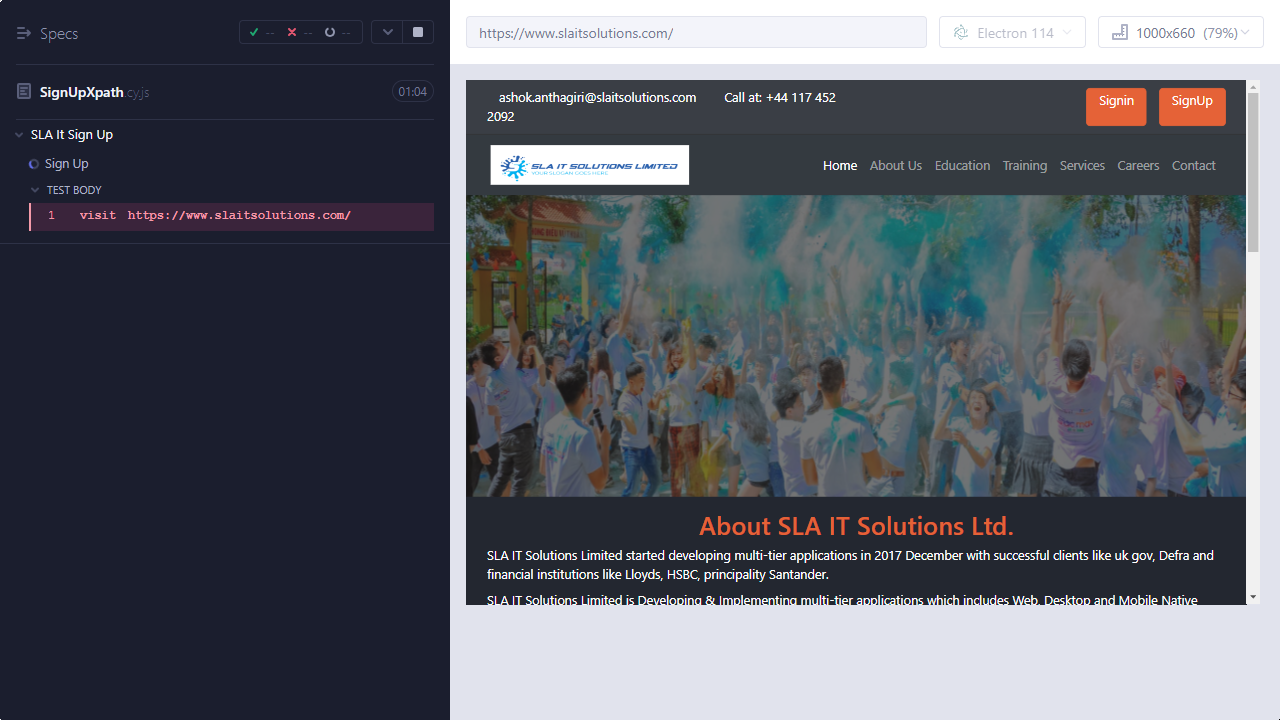 Specs
-- -- --
https://www.slaitsolutions.com/
Electron 114
1000x660 (79%)
SignUpXpath.cy.js
01:04
SLA It Sign Up
Sign Up
TEST BODY
1 visit https://www.slaitsolutions.com/
ashok.anthagiri@slaitsolutions.com Call at: +44 117 452
2092
Signin
SignUp
SLA IT SOLUTIONS LIMITED
YOUR SLOGAN GOES HERE
Home About Us Education Training Services Careers Contact
About SLA IT Solutions Ltd.
SLA IT Solutions Limited started developing multi-tier applications in 2017 December with successful clients like uk gov, Defra and
financial institutions like Lloyds, HSBC, principality Santander.
SLA IT Solutions Limited is Developing & Implementing multi-tier applications which includes Web, Desktop and Mobile Native